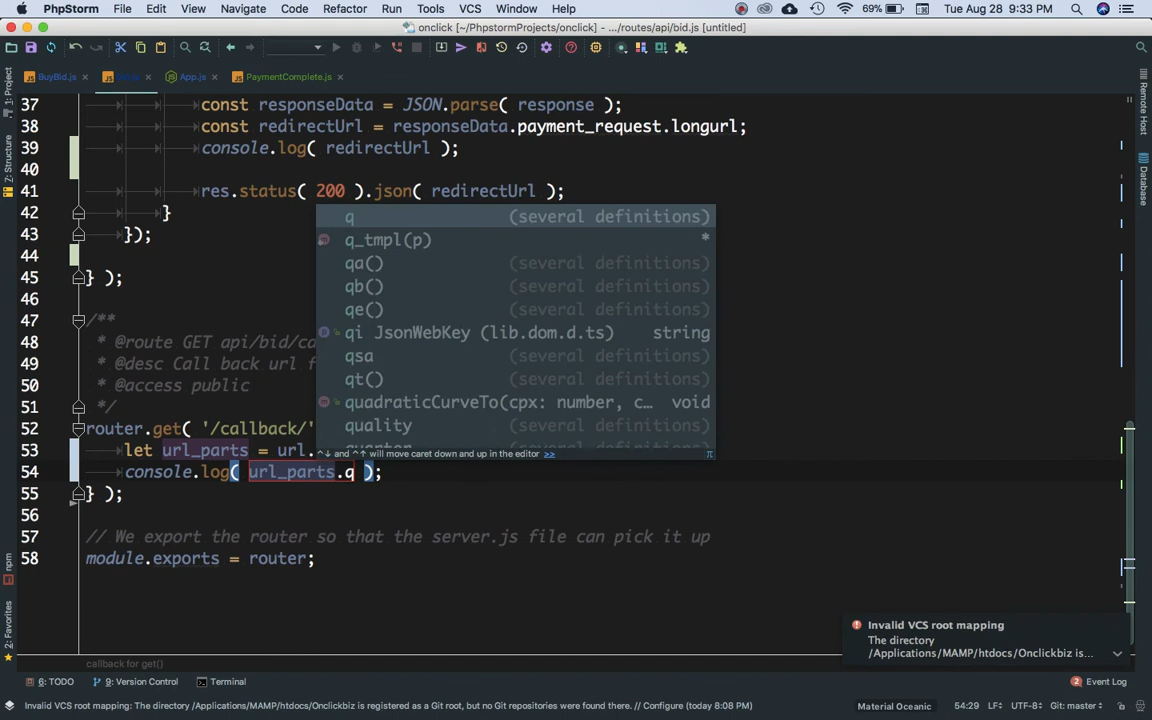 PhpStorm File Edit View Navigate Code Refactor Run Tools VCS Window Help 69% Tue Aug 28 9:33 PM
onclick [~/PhpstormProjects/onclick] - .../routes/api/bid.js [untitled]
BuyBid.js App.js PaymentComplete.js
1: Project
7: Structure
npm
2: Favorites
Remote Host
Database
37 const responseData = JSON.parse( response );
38 const redirectUrl = responseData.payment_request.longurl;
39 console.log( redirectUrl );
40
41 res.status( 200 ).json( redirectUrl );
42 }
43 });
44
45 } );
46
47 /**
48 * @route GET api/bid/ca
49 * @desc Call back url f
50 * @access public
51 */
52 router.get( '/callback/'
53 let url_parts = url.
54 console.log( url_parts.q );
55 } );
56
57 // We export the router so that the server.js file can pick it up
58 module.exports = router;
q (several definitions)
q_tmpl(p) *
qa() (several definitions)
qb() (several definitions)
qe() (several definitions)
qi JsonWebKey (lib.dom.d.ts) string
qsa (several definitions)
qt() (several definitions)
quadraticCurveTo(cpx: number, c… void
quality (several definitions)
^↓ and ^↑ will move caret down and up in the editor >> π
Invalid VCS root mapping
The directory
/Applications/MAMP/htdocs/Onclickbiz is...
callback for get()
6: TODO 9: Version Control Terminal 2 Event Log
Invalid VCS root mapping: The directory /Applications/MAMP/htdocs/Onclickbiz is registered as a Git root, but no Git repositories were found there. // Configure (today 8:08 PM) Material Oceanic 54:29 LF÷ UTF-8÷ Git: master÷